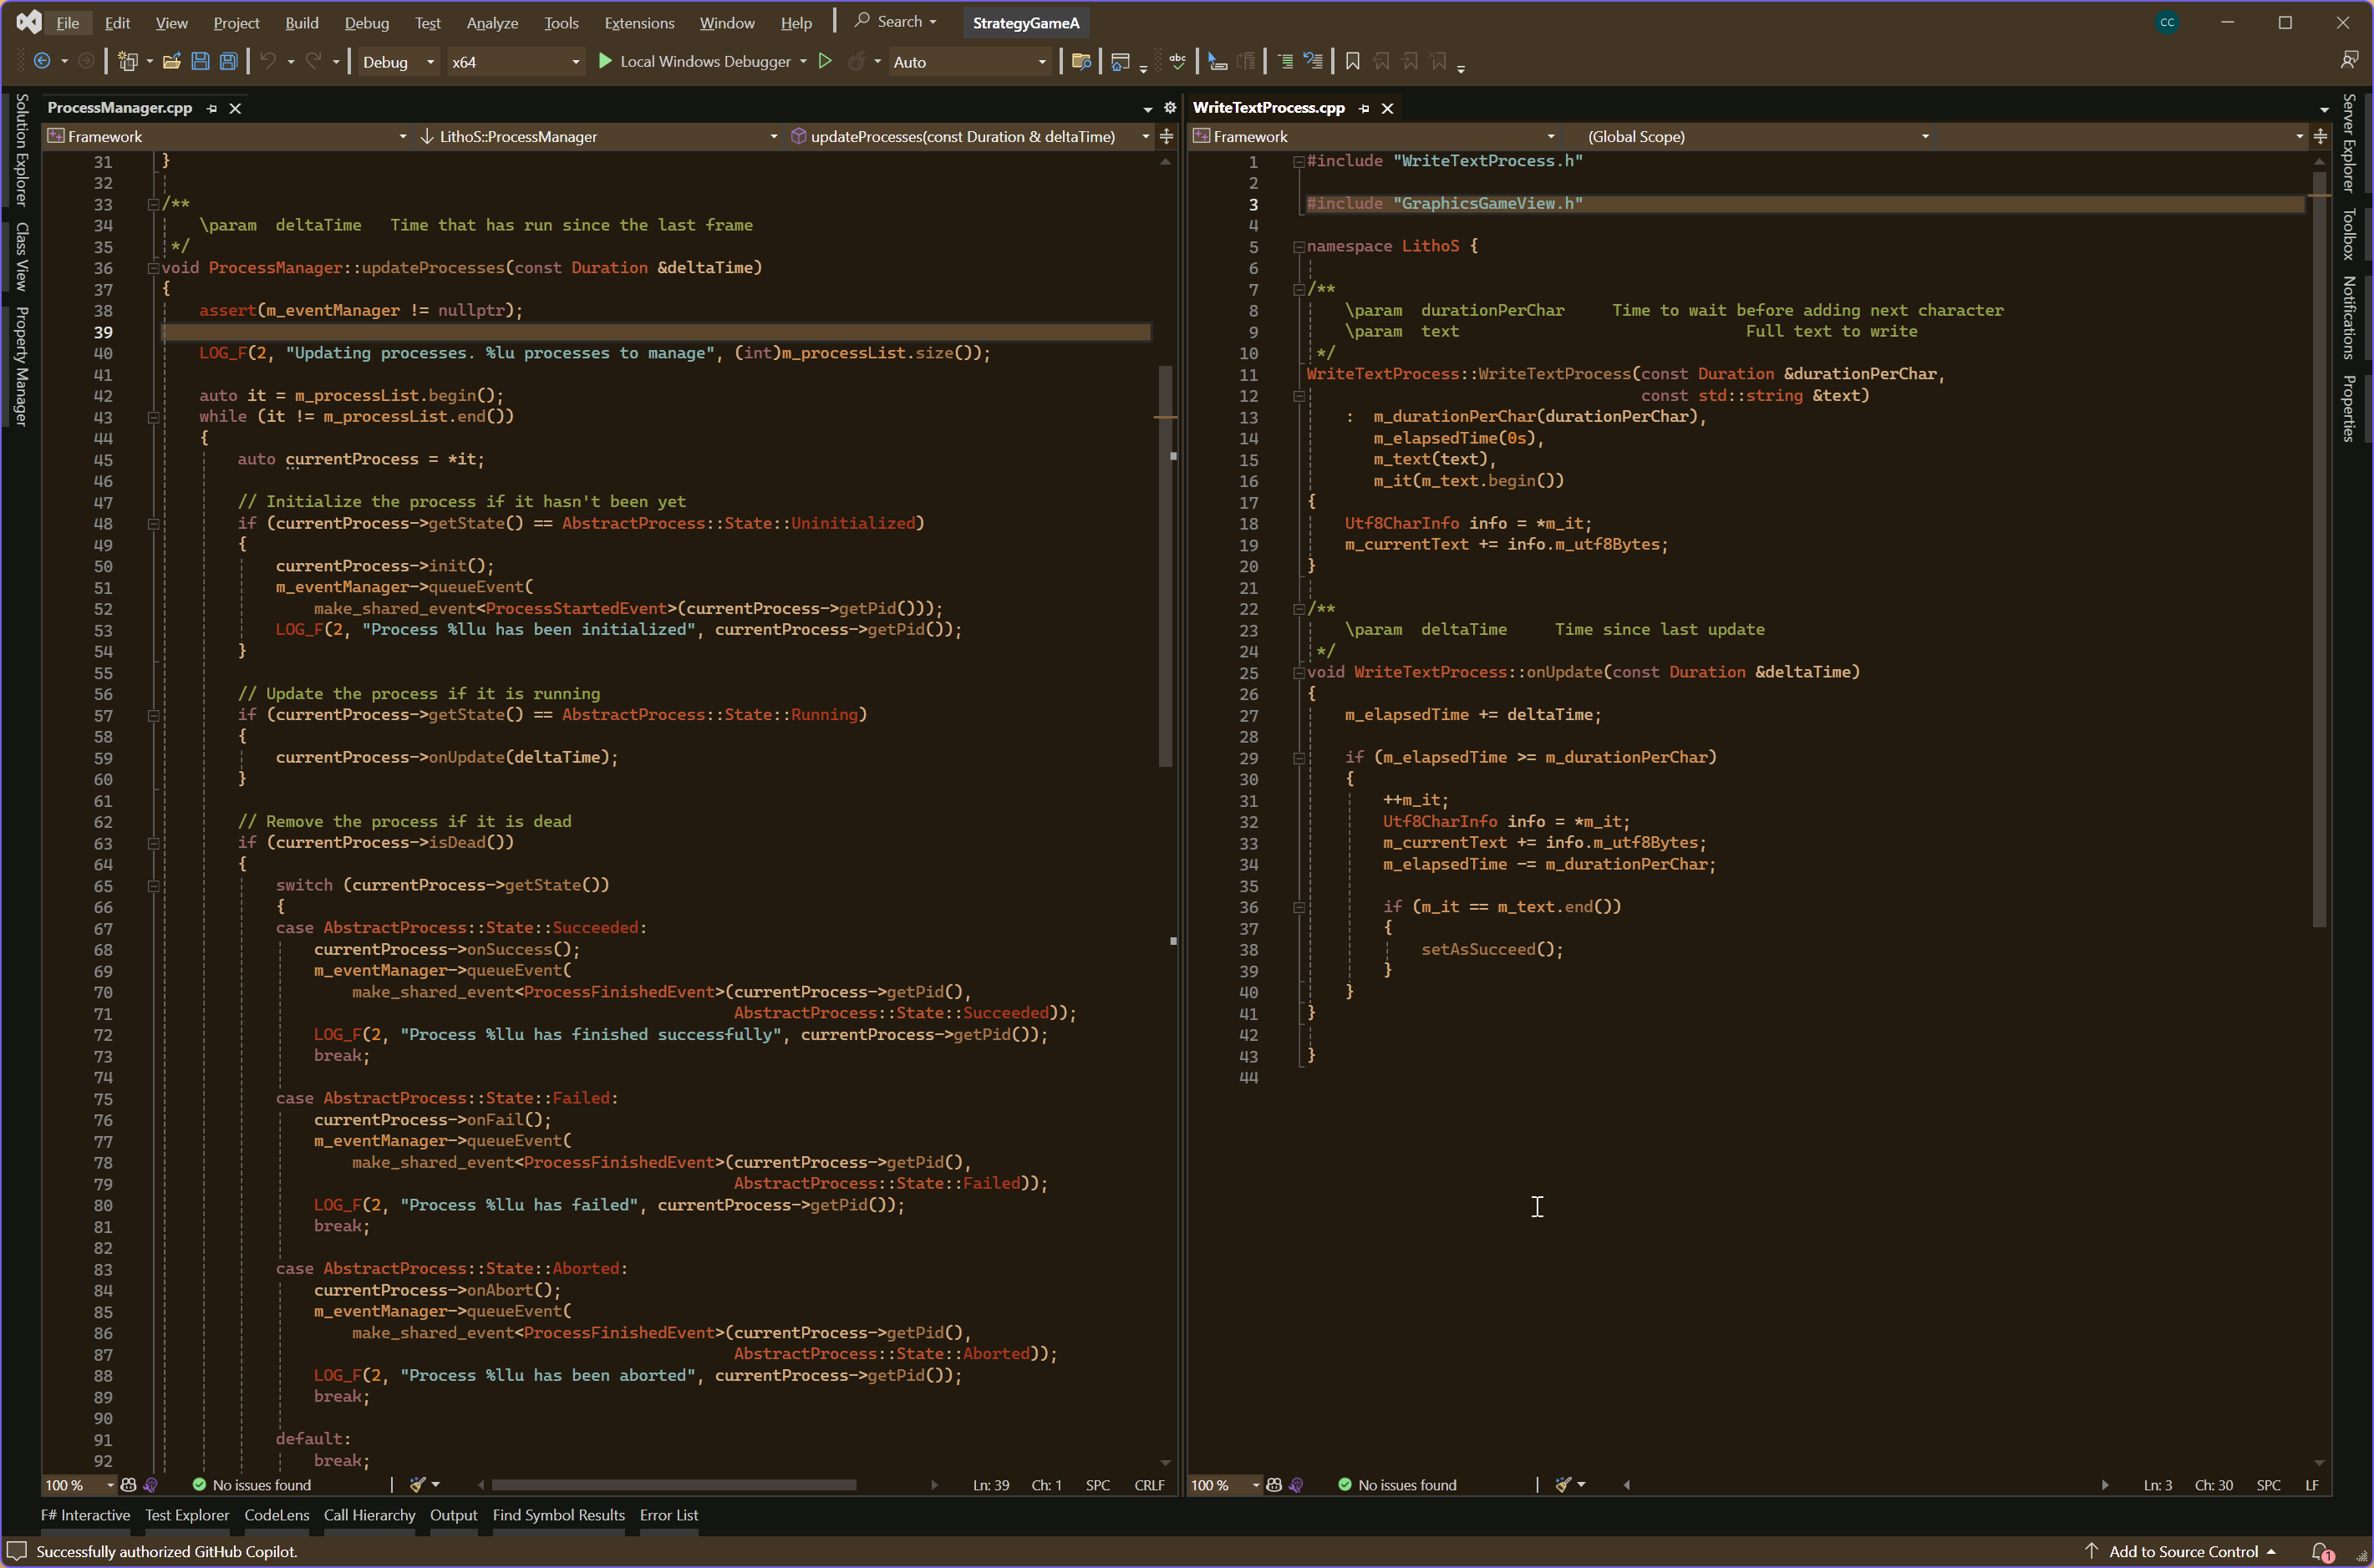 File Edit View Project Build Debug Test Analyze Tools Extensions Window Help Search StrategyGameA CC
Debug x64 Local Windows Debugger Auto abc
Solution Explorer
Class View
Property Manager
ProcessManager.cpp
Framework LithoS::ProcessManager updateProcesses(const Duration & deltaTime)
31 }
32
33 /**
34 \param deltaTime Time that has run since the last frame
35 */
36 void ProcessManager::updateProcesses(const Duration &deltaTime)
37 {
38 assert(m_eventManager != nullptr);
39
40 LOG_F(2, "Updating processes. %lu processes to manage", (int)m_processList.size());
41
42 auto it = m_processList.begin();
43 while (it != m_processList.end())
44 {
45 auto currentProcess = *it;
46
47 // Initialize the process if it hasn't been yet
48 if (currentProcess->getState() == AbstractProcess::State::Uninitialized)
49 {
50 currentProcess->init();
51 m_eventManager->queueEvent(
52 make_shared_event<ProcessStartedEvent>(currentProcess->getPid()));
53 LOG_F(2, "Process %llu has been initialized", currentProcess->getPid());
54 }
55
56 // Update the process if it is running
57 if (currentProcess->getState() == AbstractProcess::State::Running)
58 {
59 currentProcess->onUpdate(deltaTime);
60 }
61
62 // Remove the process if it is dead
63 if (currentProcess->isDead())
64 {
65 switch (currentProcess->getState())
66 {
67 case AbstractProcess::State::Succeeded:
68 currentProcess->onSuccess();
69 m_eventManager->queueEvent(
70 make_shared_event<ProcessFinishedEvent>(currentProcess->getPid(),
71 AbstractProcess::State::Succeeded));
72 LOG_F(2, "Process %llu has finished successfully", currentProcess->getPid());
73 break;
74
75 case AbstractProcess::State::Failed:
76 currentProcess->onFail();
77 m_eventManager->queueEvent(
78 make_shared_event<ProcessFinishedEvent>(currentProcess->getPid(),
79 AbstractProcess::State::Failed));
80 LOG_F(2, "Process %llu has failed", currentProcess->getPid());
81 break;
82
83 case AbstractProcess::State::Aborted:
84 currentProcess->onAbort();
85 m_eventManager->queueEvent(
86 make_shared_event<ProcessFinishedEvent>(currentProcess->getPid(),
87 AbstractProcess::State::Aborted));
88 LOG_F(2, "Process %llu has been aborted", currentProcess->getPid());
89 break;
90
91 default:
92 break;
100 % No issues found Ln: 39 Ch: 1 SPC CRLF
WriteTextProcess.cpp
Framework (Global Scope)
1 #include "WriteTextProcess.h"
2
3 #include "GraphicsGameView.h"
4
5 namespace LithoS {
6
7 /**
8 \param durationPerChar Time to wait before adding next character
9 \param text Full text to write
10 */
11 WriteTextProcess::WriteTextProcess(const Duration &durationPerChar,
12 const std::string &text)
13 : m_durationPerChar(durationPerChar),
14 m_elapsedTime(0s),
15 m_text(text),
16 m_it(m_text.begin())
17 {
18 Utf8CharInfo info = *m_it;
19 m_currentText += info.m_utf8Bytes;
20 }
21
22 /**
23 \param deltaTime Time since last update
24 */
25 void WriteTextProcess::onUpdate(const Duration &deltaTime)
26 {
27 m_elapsedTime += deltaTime;
28
29 if (m_elapsedTime >= m_durationPerChar)
30 {
31 ++m_it;
32 Utf8CharInfo info = *m_it;
33 m_currentText += info.m_utf8Bytes;
34 m_elapsedTime -= m_durationPerChar;
35
36 if (m_it == m_text.end())
37 {
38 setAsSucceed();
39 }
40 }
41 }
42
43 }
44
100 % No issues found Ln: 3 Ch: 30 SPC LF
Server Explorer
Toolbox
Notifications
Properties
F# Interactive Test Explorer CodeLens Call Hierarchy Output Find Symbol Results Error List
Successfully authorized GitHub Copilot. Add to Source Control 1